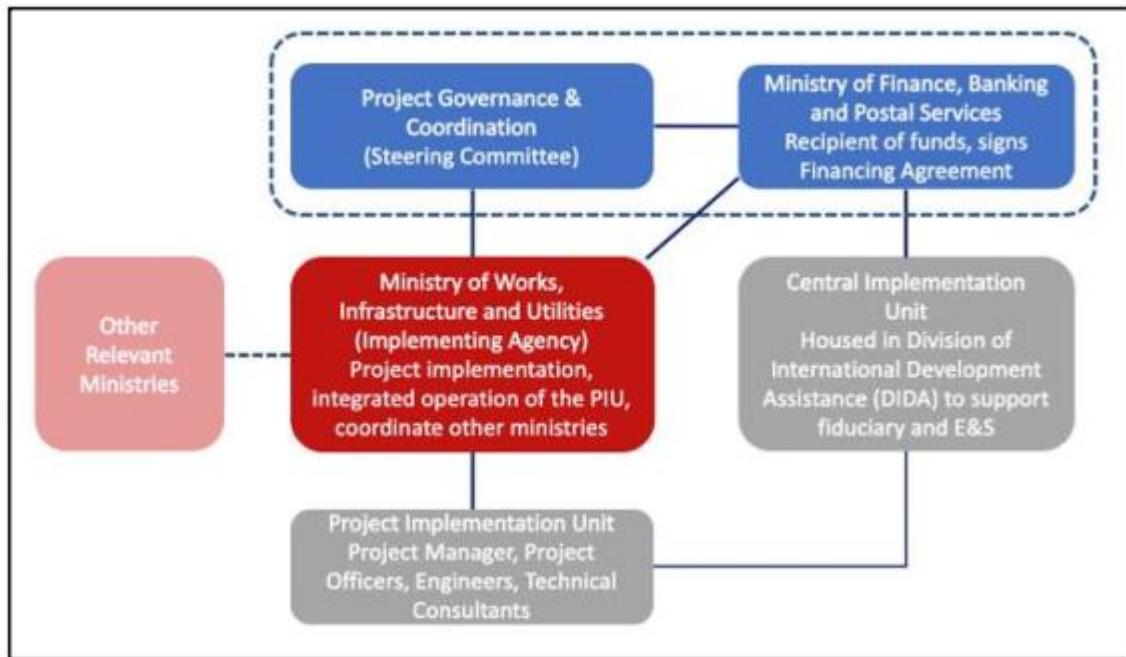 Project Governance &
Coordination
(Steering Committee)
Ministry of Finance, Banking
and Postal Services
Recipient of funds, signs
Financing Agreement
Other
Relevant
Ministries
Ministry of Works,
Infrastructure and Utilities
(Implementing Agency)
Project implementation,
integrated operation of the PIU,
coordinate other ministries
Central Implementation
Unit
Housed in Division of
International Development
Assistance (DIDA) to support
fiduciary and E&S
Project Implementation Unit
Project Manager, Project
Officers, Engineers, Technical
Consultants